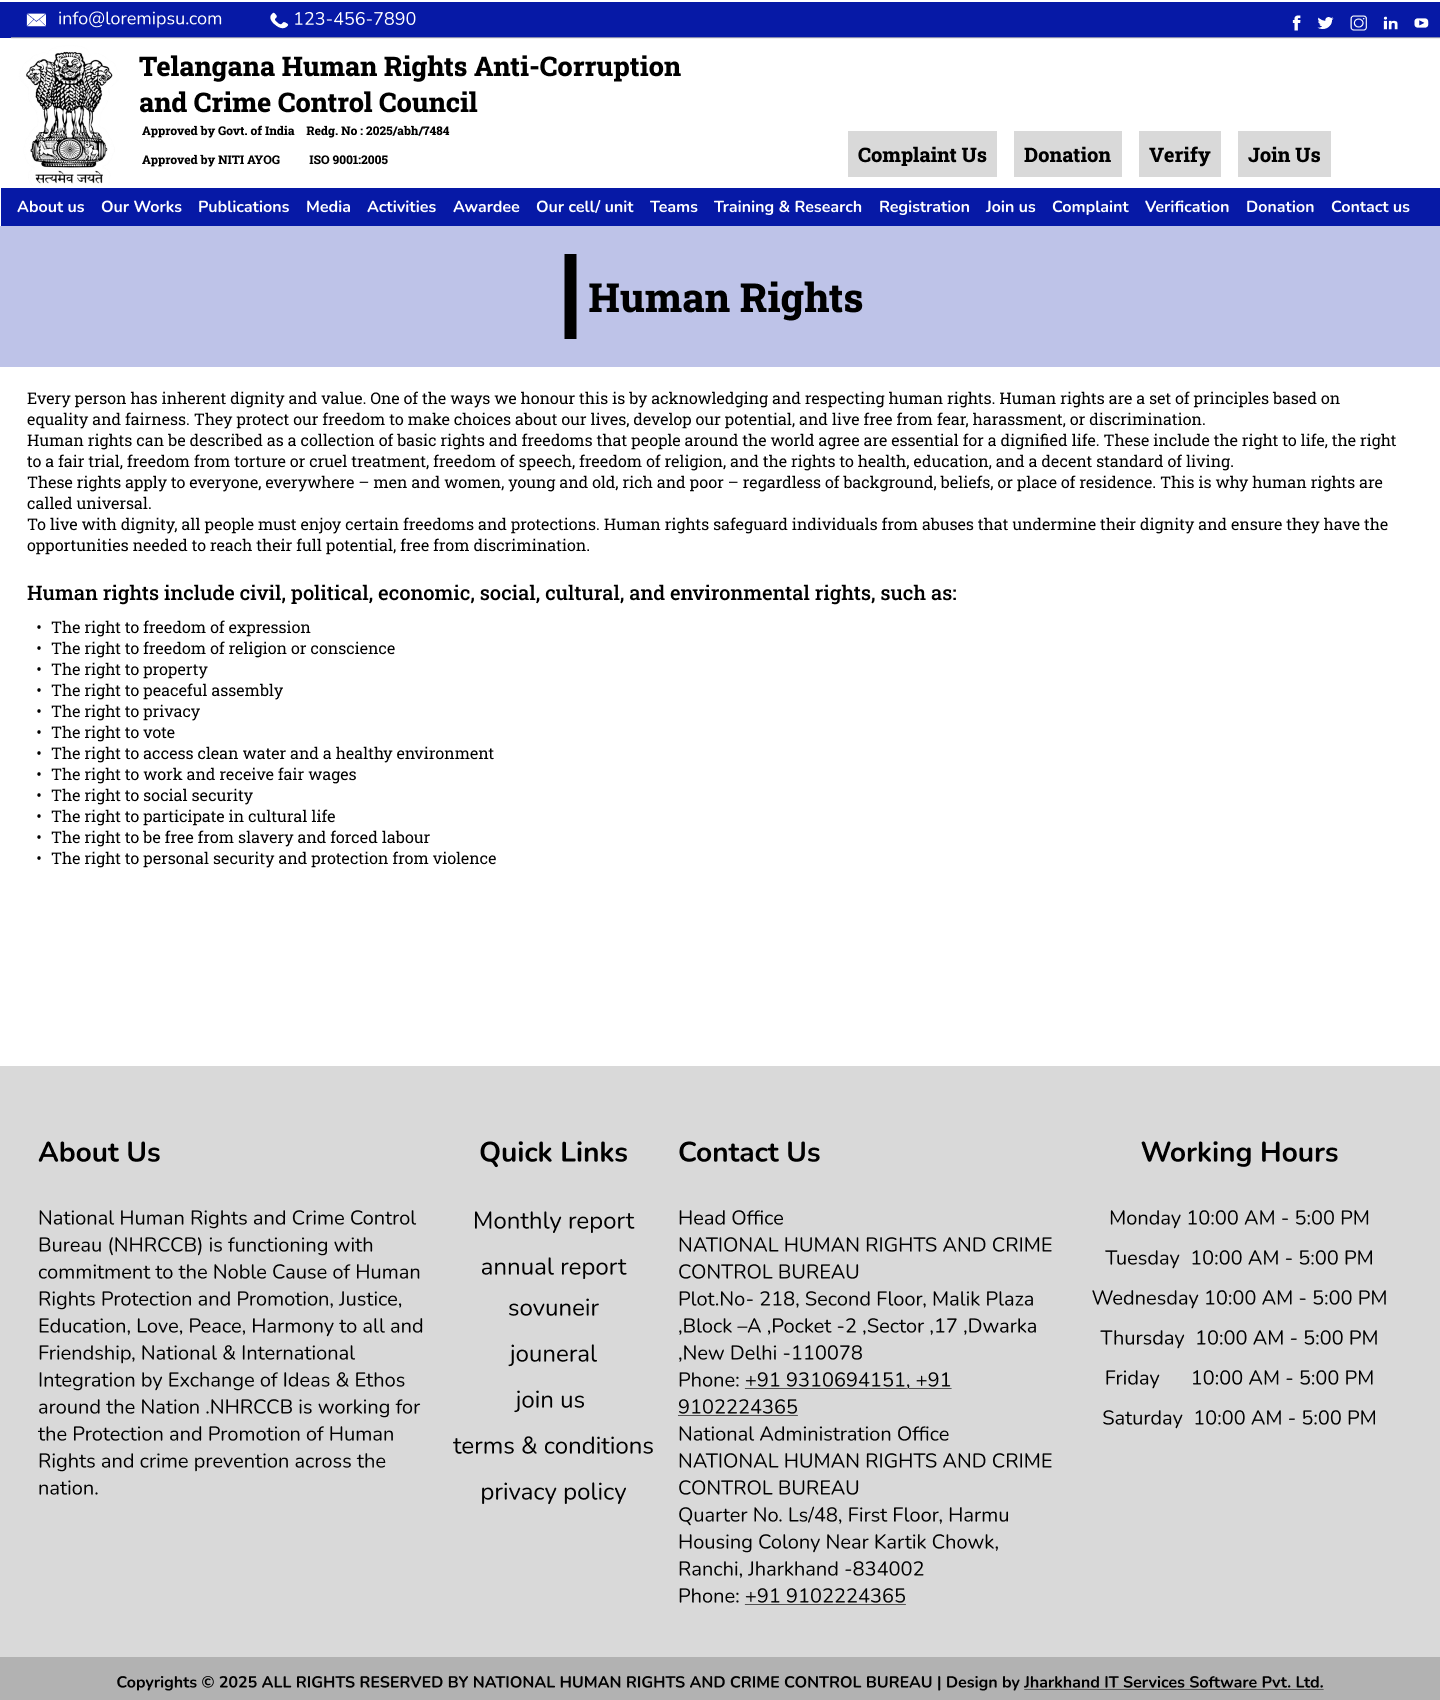 info@loremipsu.com 123-456-7890
Telangana Human Rights Anti-Corruption
and Crime Control Council
Approved by Govt. of India Redg. No : 2025/abh/7484
Approved by NITI AYOG ISO 9001:2005
सत्यमेव जयते
Complaint Us Donation Verify Join Us
About us Our Works Publications Media Activities Awardee Our cell/ unit Teams Training & Research Registration Join us Complaint Verification Donation Contact us
Human Rights
Every person has inherent dignity and value. One of the ways we honour this is by acknowledging and respecting human rights. Human rights are a set of principles based on
equality and fairness. They protect our freedom to make choices about our lives, develop our potential, and live free from fear, harassment, or discrimination.
Human rights can be described as a collection of basic rights and freedoms that people around the world agree are essential for a dignified life. These include the right to life, the right
to a fair trial, freedom from torture or cruel treatment, freedom of speech, freedom of religion, and the rights to health, education, and a decent standard of living.
These rights apply to everyone, everywhere – men and women, young and old, rich and poor – regardless of background, beliefs, or place of residence. This is why human rights are
called universal.
To live with dignity, all people must enjoy certain freedoms and protections. Human rights safeguard individuals from abuses that undermine their dignity and ensure they have the
opportunities needed to reach their full potential, free from discrimination.
Human rights include civil, political, economic, social, cultural, and environmental rights, such as:
• The right to freedom of expression
• The right to freedom of religion or conscience
• The right to property
• The right to peaceful assembly
• The right to privacy
• The right to vote
• The right to access clean water and a healthy environment
• The right to work and receive fair wages
• The right to social security
• The right to participate in cultural life
• The right to be free from slavery and forced labour
• The right to personal security and protection from violence
About Us
National Human Rights and Crime Control
Bureau (NHRCCB) is functioning with
commitment to the Noble Cause of Human
Rights Protection and Promotion, Justice,
Education, Love, Peace, Harmony to all and
Friendship, National & International
Integration by Exchange of Ideas & Ethos
around the Nation .NHRCCB is working for
the Protection and Promotion of Human
Rights and crime prevention across the
nation.
Quick Links
Monthly report
annual report
sovuneir
jouneral
join us
terms & conditions
privacy policy
Contact Us
Head Office
NATIONAL HUMAN RIGHTS AND CRIME
CONTROL BUREAU
Plot.No- 218, Second Floor, Malik Plaza
,Block –A ,Pocket -2 ,Sector ,17 ,Dwarka
,New Delhi -110078
Phone: +91 9310694151, +91
9102224365
National Administration Office
NATIONAL HUMAN RIGHTS AND CRIME
CONTROL BUREAU
Quarter No. Ls/48, First Floor, Harmu
Housing Colony Near Kartik Chowk,
Ranchi, Jharkhand -834002
Phone: +91 9102224365
Working Hours
Monday 10:00 AM - 5:00 PM
Tuesday 10:00 AM - 5:00 PM
Wednesday 10:00 AM - 5:00 PM
Thursday 10:00 AM - 5:00 PM
Friday 10:00 AM - 5:00 PM
Saturday 10:00 AM - 5:00 PM
Copyrights © 2025 ALL RIGHTS RESERVED BY NATIONAL HUMAN RIGHTS AND CRIME CONTROL BUREAU | Design by Jharkhand IT Services Software Pvt. Ltd.